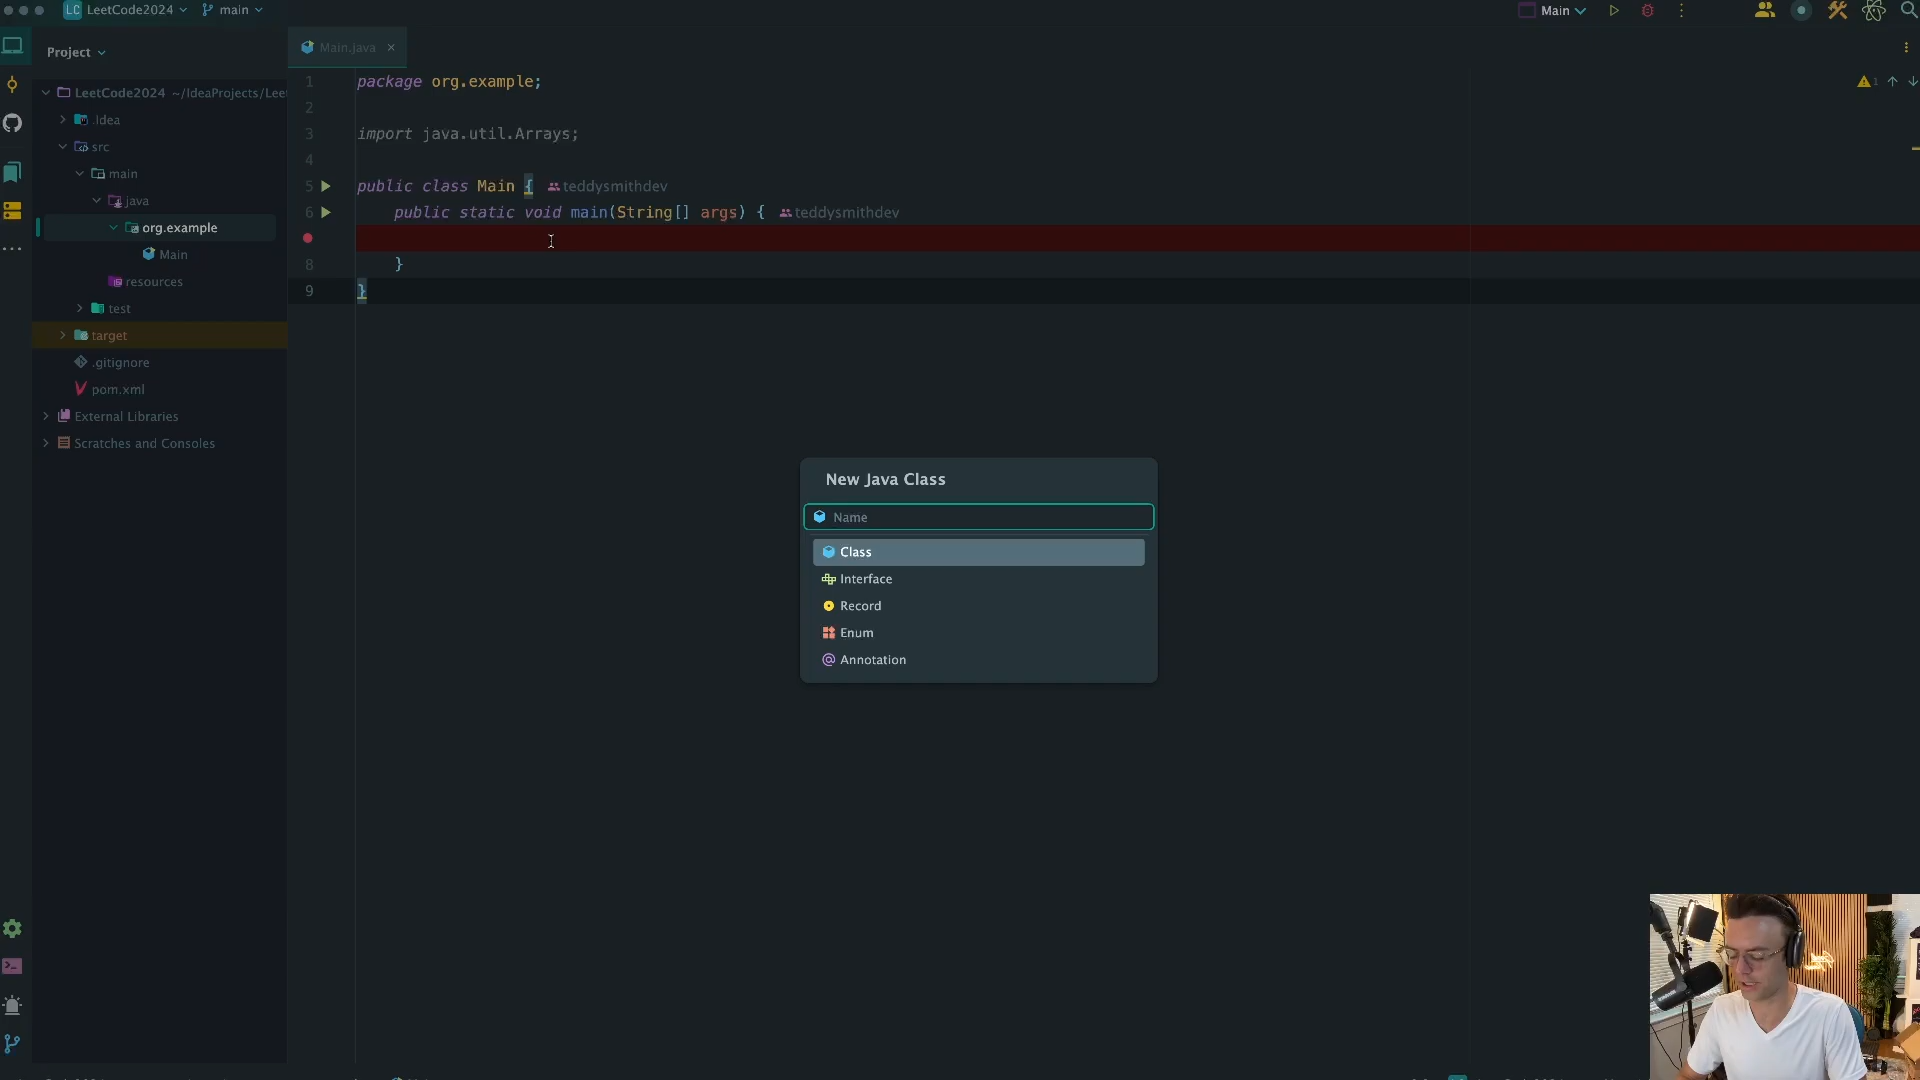 LC LeetCode2024 main
Main
Project
Main.java
LeetCode2024 ~/IdeaProjects/Lee
.idea
src
main
java
org.example
Main
resources
test
target
.gitignore
pom.xml
External Libraries
Scratches and Consoles
1 package org.example;
2
3 import java.util.Arrays;
4
5 public class Main { teddysmithdev
6 public static void main(String[] args) { teddysmithdev
8 }
9 }
1
New Java Class
Name
Class
Interface
Record
Enum
Annotation